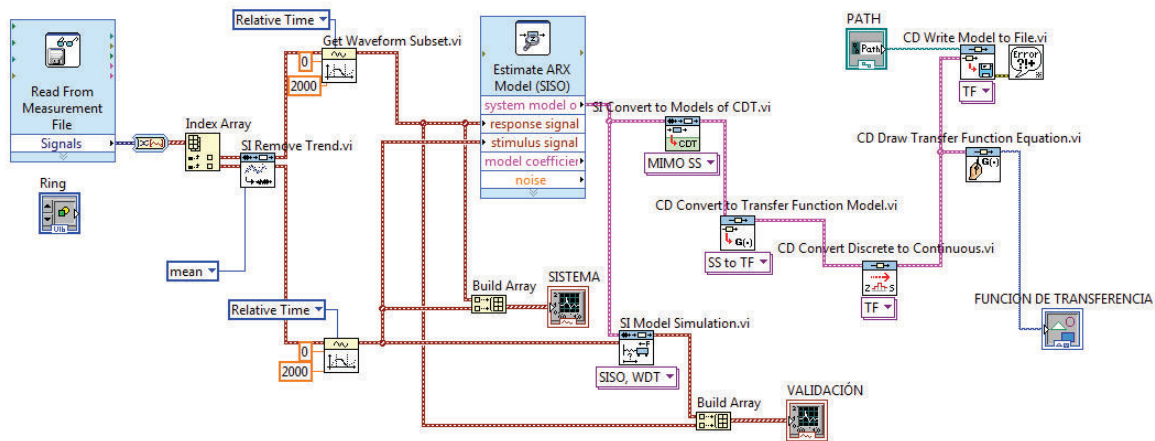 Relative Time
Get Waveform Subset.vi
0
2000
Read From
Measurement
File
Signals
Index Array
SI Remove Trend.vi
Ring
mean
Relative Time
0
2000
Estimate ARX
Model (SISO)
system model o
response signal
stimulus signal
model coefficier
noise
Build Array
SISTEMA
SI Convert to Models of CDT.vi
CDT
MIMO SS
CD Convert to Transfer Function Model.vi
G(•)
SS to TF
SI Model Simulation.vi
SISO, WDT
Build Array
VALIDACIÓN
CD Convert Discrete to Continuous.vi
Z S
TF
PATH
Path
CD Write Model to File.vi
TF
Error
?!+
CD Draw Transfer Function Equation.vi
G(•)
FUNCION DE TRANSFERENCIA